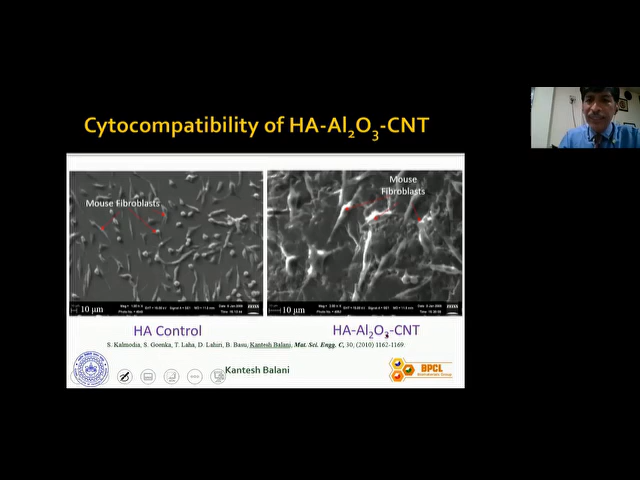 Cytocompatibility of HA-Al2O3-CNT
Mouse Fibroblasts
Mouse
Fibroblasts
10 µm
10 µm
HA Control
HA-Al2O3-CNT
S. Kalmodia, S. Goenka, T. Laha, D. Lahiri, B. Basu, Kantesh Balani, Mat. Sci. Engg. C, 30, (2010) 1162-1169.
Kantesh Balani
BPCL